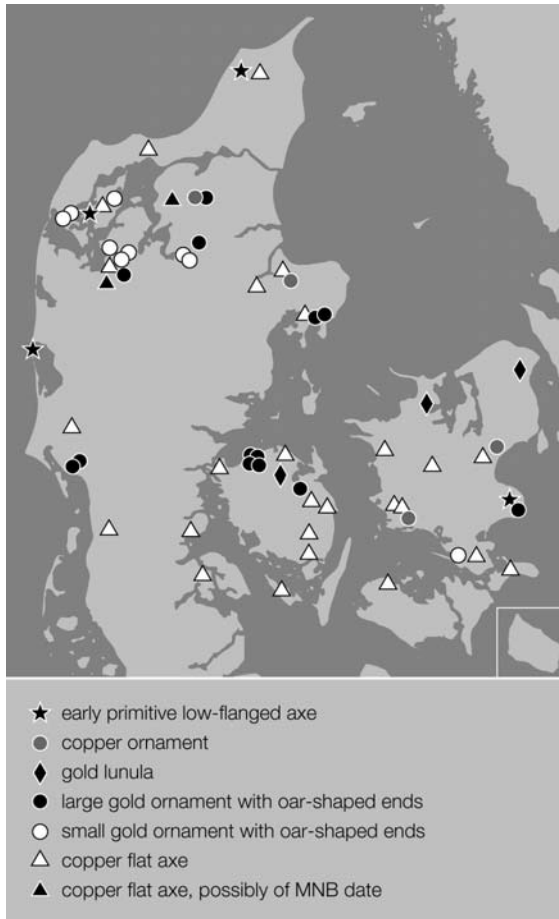 early primitive low-flanged axe
copper ornament
gold lunula
large gold ornament with oar-shaped ends
small gold ornament with oar-shaped ends
copper flat axe
copper flat axe, possibly of MNB date